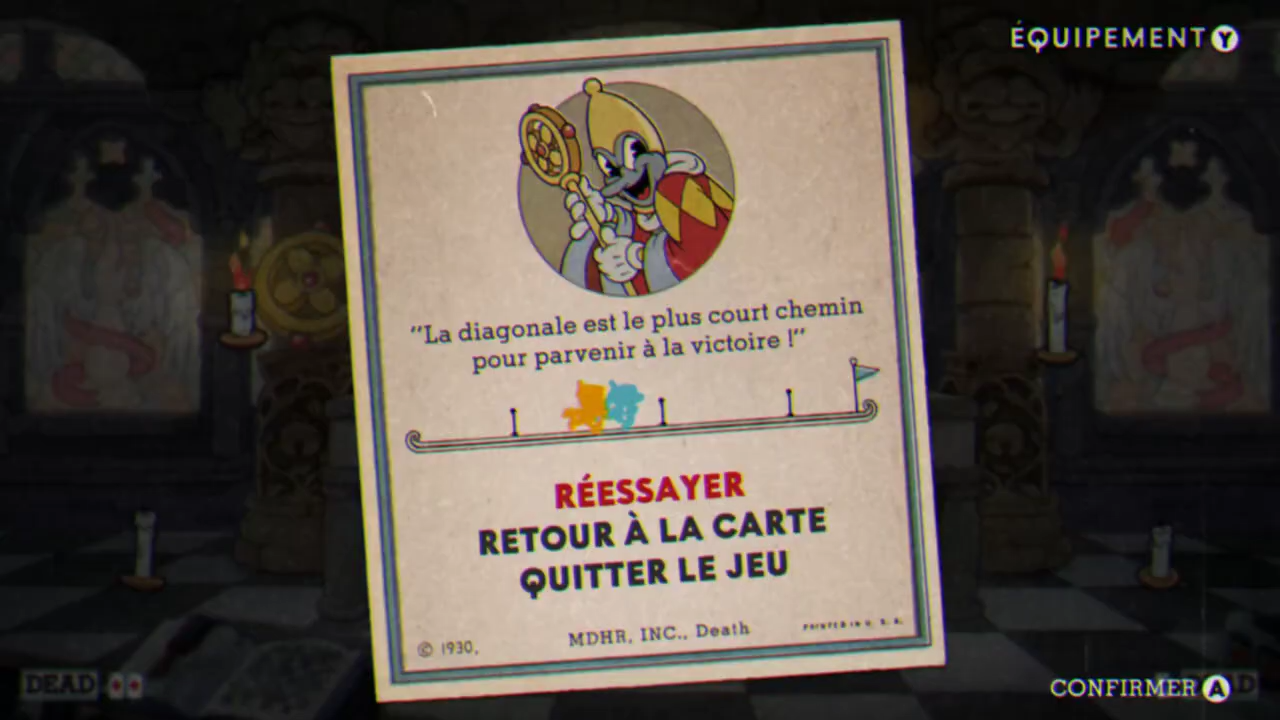 ÉQUIPEMENT Y
“La diagonale est le plus court chemin
pour parvenir à la victoire !”
RÉESSAYER
RETOUR À LA CARTE
QUITTER LE JEU
© 1930, MDHR, INC., Death PRINTED IN U. S. A.
DEAD
CONFIRMER A